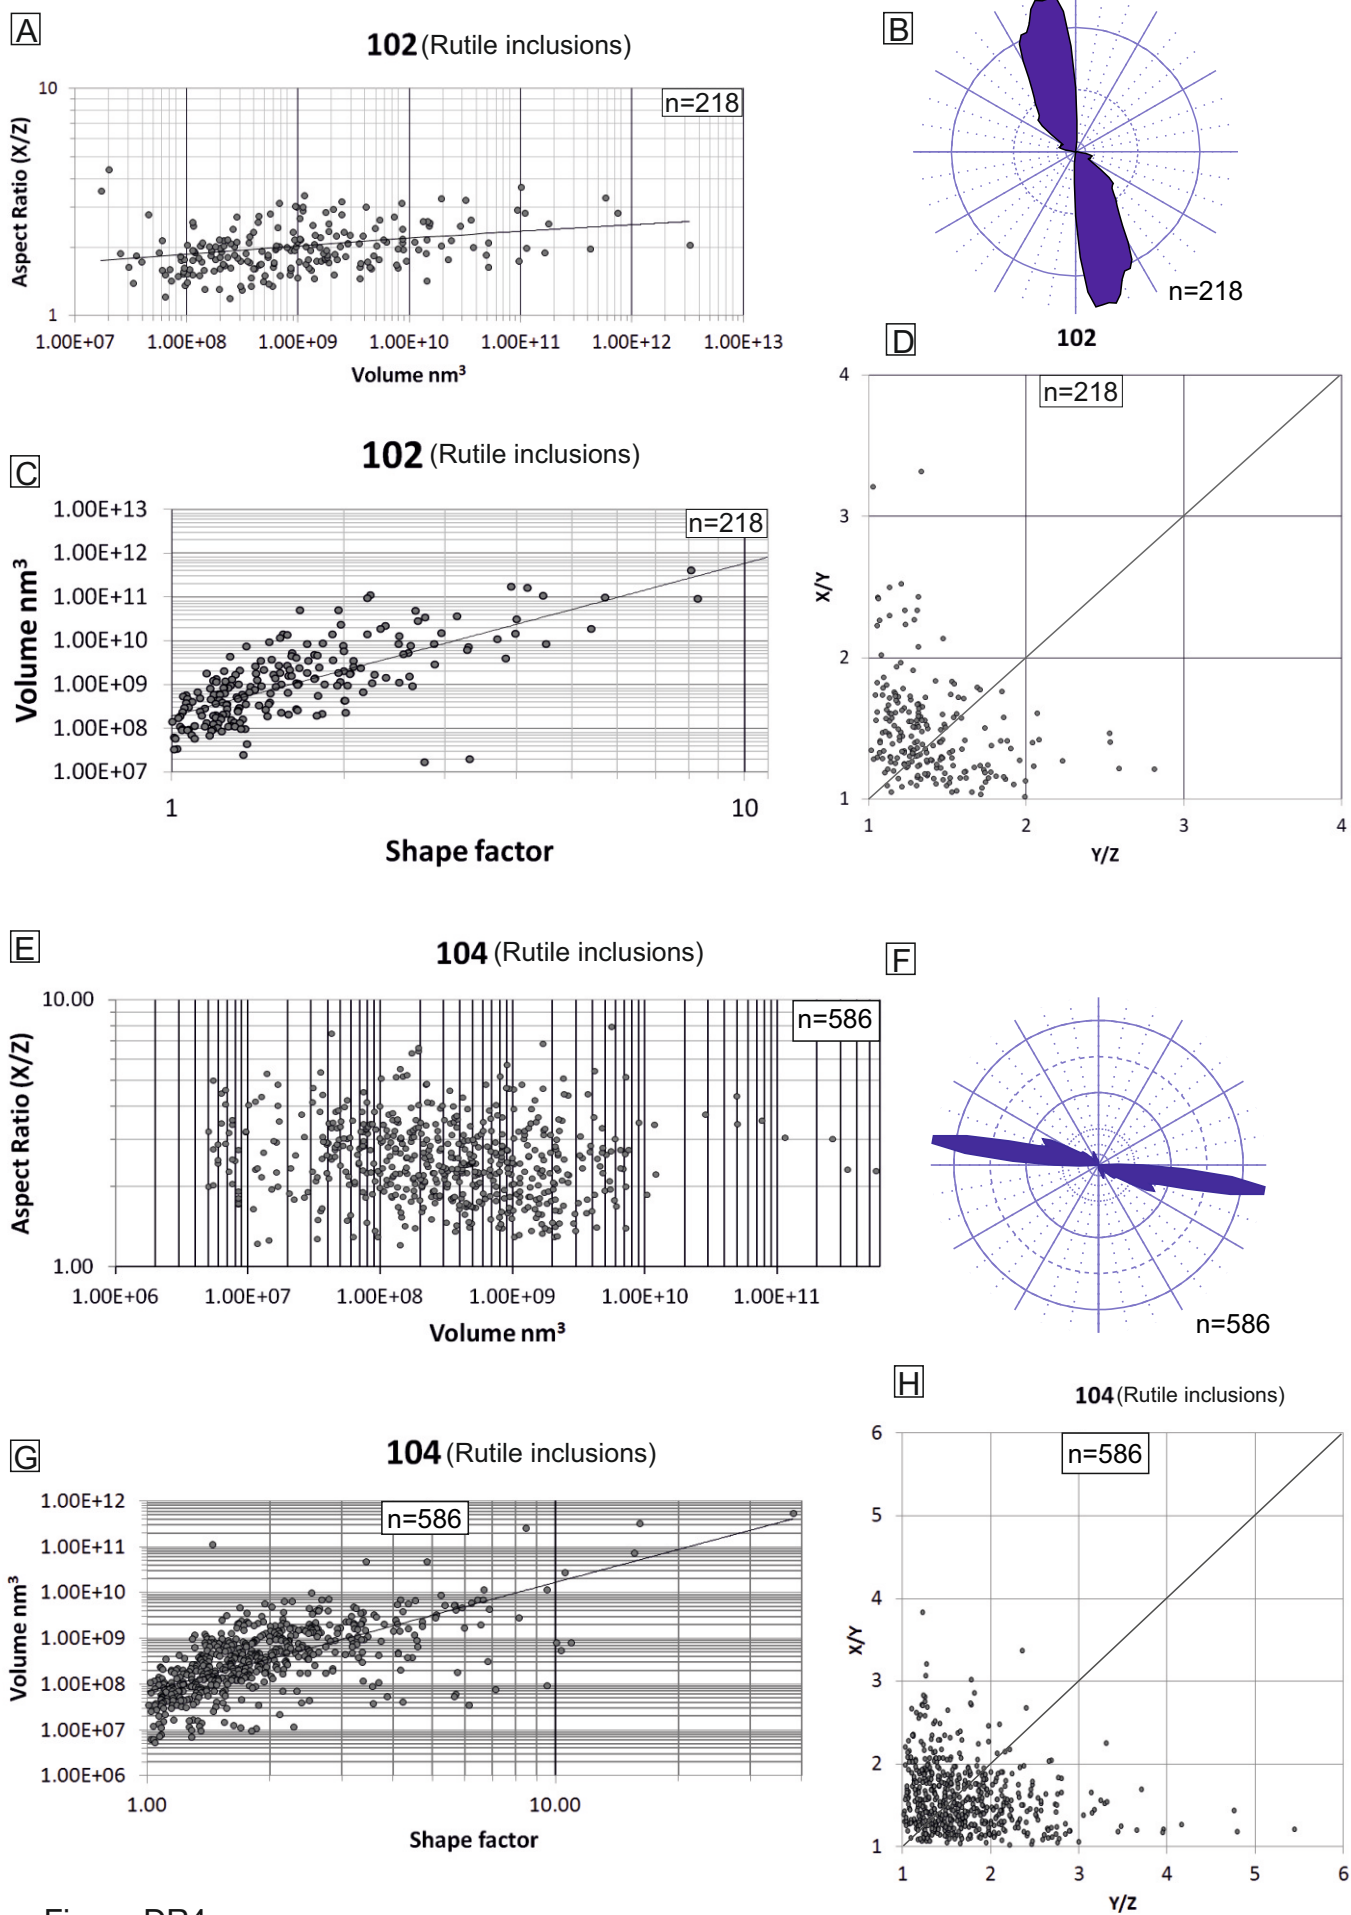 A
102 (Rutile inclusions)
n=218
Aspect Ratio (X/Z)
10
1
1.00E+07 1.00E+08 1.00E+09 1.00E+10 1.00E+11 1.00E+12 1.00E+13
Volume nm³
B
n=218
C
102 (Rutile inclusions)
n=218
Volume nm³
1.00E+13
1.00E+12
1.00E+11
1.00E+10
1.00E+09
1.00E+08
1.00E+07
1 10
Shape factor
D
102
n=218
X/Y
4
3
2
1
1 2 3 4
Y/Z
E
104 (Rutile inclusions)
n=586
Aspect Ratio (X/Z)
10.00
1.00
1.00E+06 1.00E+07 1.00E+08 1.00E+09 1.00E+10 1.00E+11
Volume nm³
F
n=586
G
104 (Rutile inclusions)
n=586
Volume nm³
1.00E+12
1.00E+11
1.00E+10
1.00E+09
1.00E+08
1.00E+07
1.00E+06
1.00 10.00
Shape factor
H
104 (Rutile inclusions)
n=586
X/Y
6
5
4
3
2
1
1 2 3 4 5 6
Y/Z